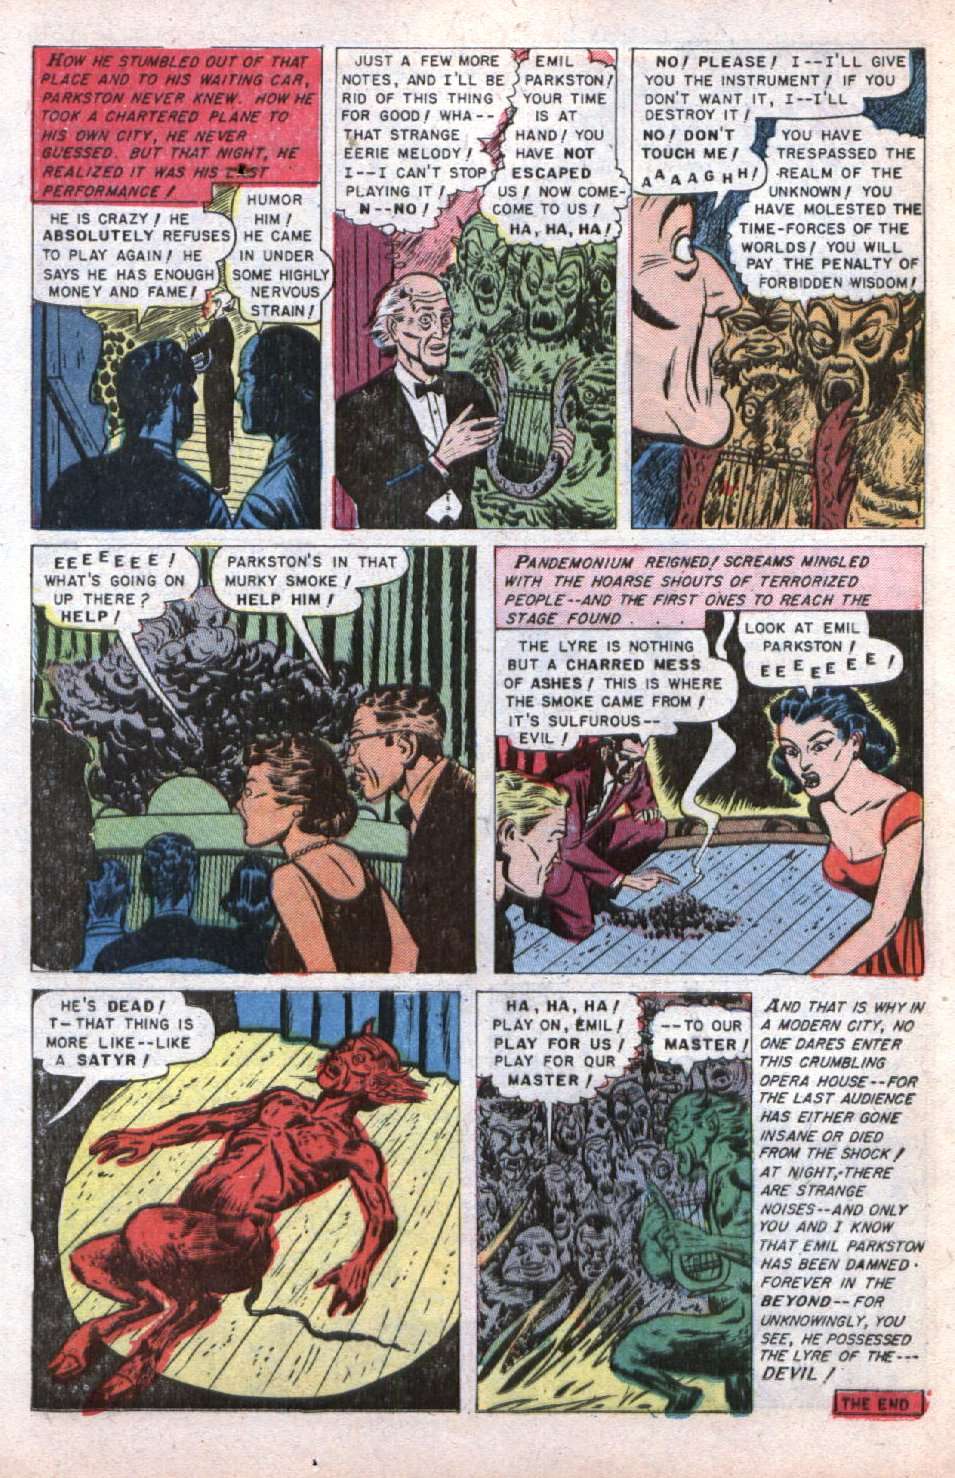 HOW HE STUMBLED OUT OF THAT
PLACE AND TO HIS WAITING CAR,
PARKSTON NEVER KNEW. HOW HE
TOOK A CHARTERED PLANE TO
HIS OWN CITY, HE NEVER
GUESSED. BUT THAT NIGHT, HE
REALIZED IT WAS HIS LAST
PERFORMANCE!
HE IS CRAZY! HE
ABSOLUTELY REFUSES
TO PLAY AGAIN! HE
SAYS HE HAS ENOUGH
MONEY AND FAME!
HUMOR
HIM!
HE CAME
IN UNDER
SOME HIGHLY
NERVOUS
STRAIN!
JUST A FEW MORE
NOTES, AND I'LL BE
RID OF THIS THING
FOR GOOD! WHA--
THAT STRANGE
EERIE MELODY!
I--I CAN'T STOP
PLAYING IT!
N--NO!
EMIL
PARKSTON!
YOUR TIME
IS AT
HAND! YOU
HAVE NOT
ESCAPED
US! NOW COME-
COME TO US!
HA, HA, HA!
NO! PLEASE! I--I'LL GIVE
YOU THE INSTRUMENT! IF YOU
DON'T WANT IT, I--I'LL
DESTROY IT!
NO! DON'T
TOUCH ME!
AAAAGHH!
YOU HAVE
TRESPASSED THE
REALM OF THE
UNKNOWN! YOU
HAVE MOLESTED THE
TIME-FORCES OF THE
WORLDS! YOU WILL
PAY THE PENALTY OF
FORBIDDEN WISDOM!
EEEEEEE!
WHAT'S GOING ON
UP THERE?
HELP!
PARKSTON'S IN THAT
MURKY SMOKE!
HELP HIM!
PANDEMONIUM REIGNED! SCREAMS MINGLED
WITH THE HOARSE SHOUTS OF TERRORIZED
PEOPLE--AND THE FIRST ONES TO REACH THE
STAGE FOUND . . . .
THE LYRE IS NOTHING
BUT A CHARRED MESS
OF ASHES! THIS IS WHERE
THE SMOKE CAME FROM!
IT'S SULFUROUS--
EVIL!
LOOK AT EMIL
PARKSTON!
EEEEEEE!
HE'S DEAD!
T-THAT THING IS
MORE LIKE--LIKE
A SATYR!
HA, HA, HA!
PLAY ON, EMIL!
PLAY FOR US!
PLAY FOR OUR
MASTER!
--TO OUR
MASTER!
AND THAT IS WHY IN
A MODERN CITY, NO
ONE DARES ENTER
THIS CRUMBLING
OPERA HOUSE--FOR
THE LAST AUDIENCE
HAS EITHER GONE
INSANE OR DIED
FROM THE SHOCK!
AT NIGHT, THERE
ARE STRANGE
NOISES--AND ONLY
YOU AND I KNOW
THAT EMIL PARKSTON
HAS BEEN DAMNED
FOREVER IN THE
BEYOND--FOR
UNKNOWINGLY, YOU
SEE, HE POSSESSED
THE LYRE OF THE---
DEVIL!
THE END